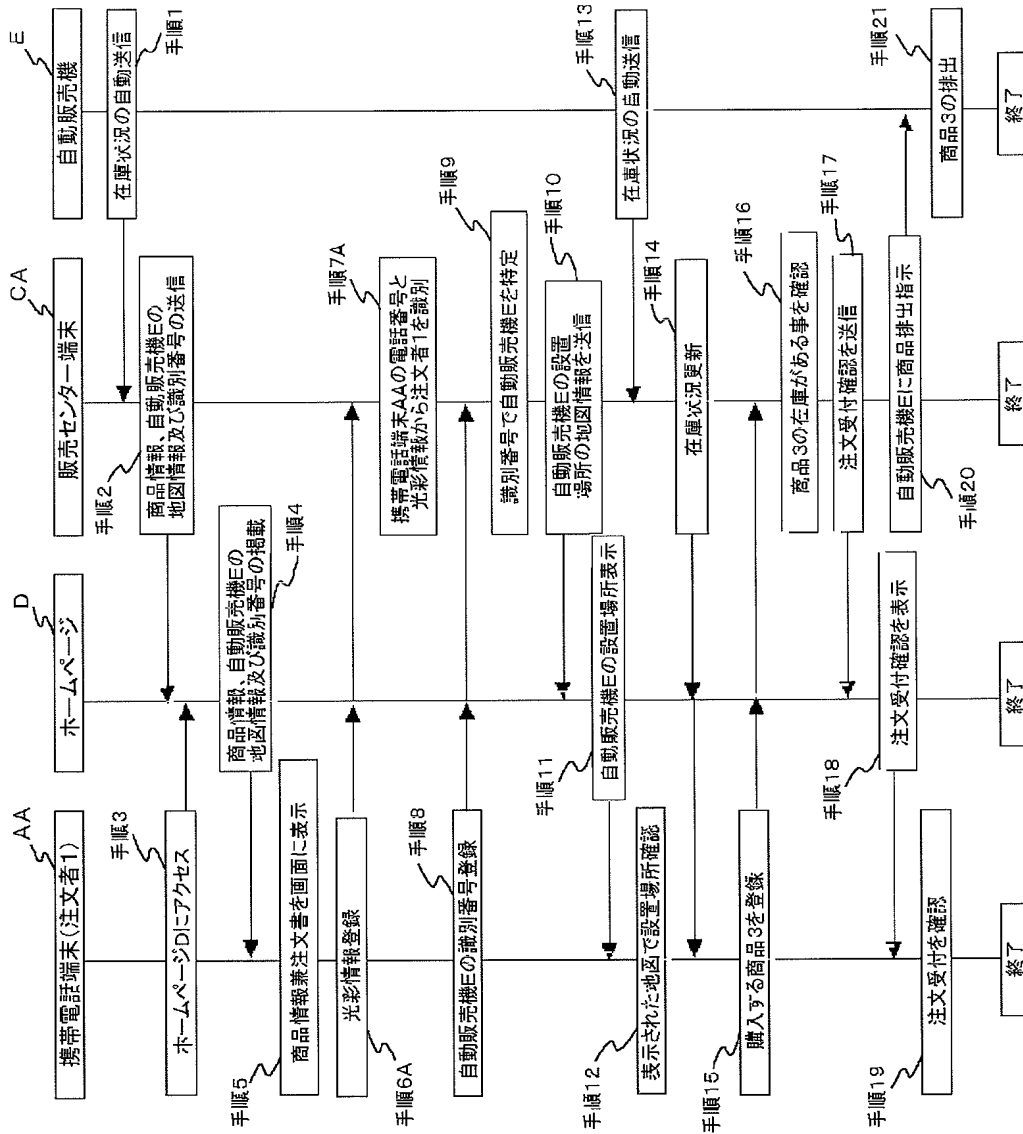 AA
携帯電話端末(注文者1)
D
ホームページ
CA
販売センター端末
E
自動販売機
在庫状況の自動送信
手順1
手順2
商品情報、自動販売機Eの
地図情報及び識別番号の送信
手順3
ホームページDにアクセス
商品情報、自動販売機Eの
地図情報及び識別番号の掲載
手順4
手順5
商品情報兼注文書を画面に表示
光彩情報登録
手順6A
手順7A
携帯電話端末AAの電話番号と
光彩情報から注文者1を識別
手順8
自動販売機Eの識別番号登録
手順9
識別番号で自動販売機Eを特定
手順10
自動販売機Eの設置
場所の地図情報を送信
手順11
自動販売機Eの設置場所表示
手順12
表示された地図で設置場所確認
手順13
在庫状況の自動送信
手順14
在庫状況更新
手順15
購入する商品3を登録
手順16
商品3の在庫がある事を確認
手順17
注文受付確認を送信
手順18
注文受付確認を表示
手順19
注文受付を確認
自動販売機Eに商品排出指示
手順20
手順21
商品3の排出
終了
終了
終了
終了